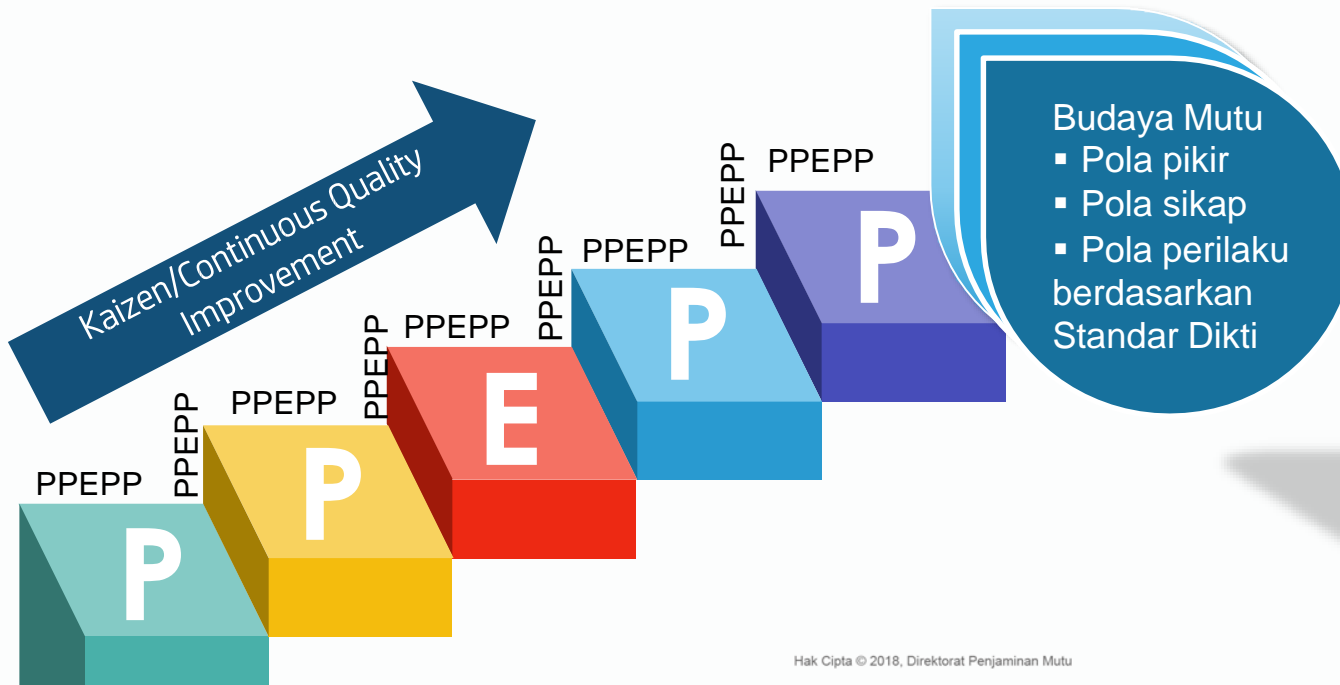 Kaizen/Continuous Quality
Improvement
PPEPP
P
PPEPP
PPEPP
P
PPEPP
PPEPP
E
PPEPP
PPEPP
P
PPEPP
PPEPP
P
Budaya Mutu
▪ Pola pikir
▪ Pola sikap
▪ Pola perilaku
berdasarkan
Standar Dikti
Hak Cipta © 2018, Direktorat Penjaminan Mutu